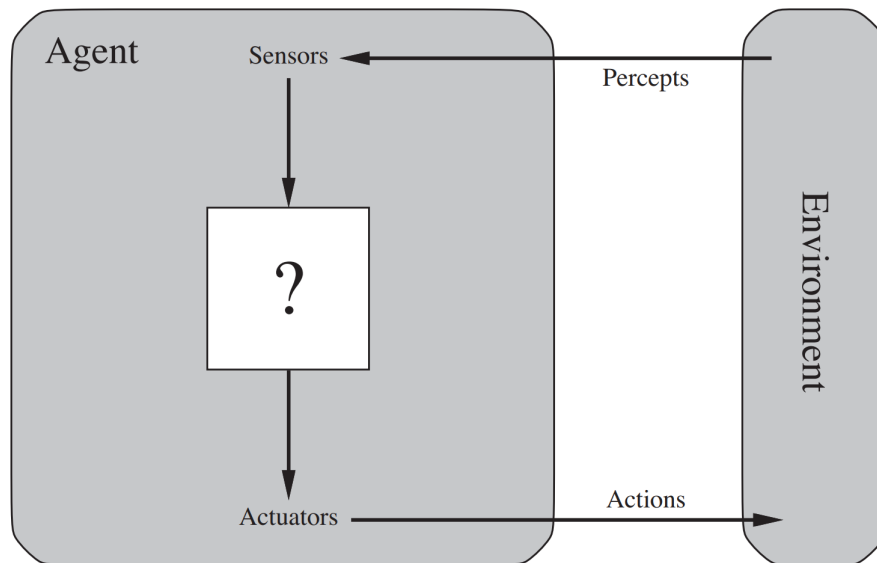 Agent
Sensors
Percepts
?
Environment
Actuators
Actions